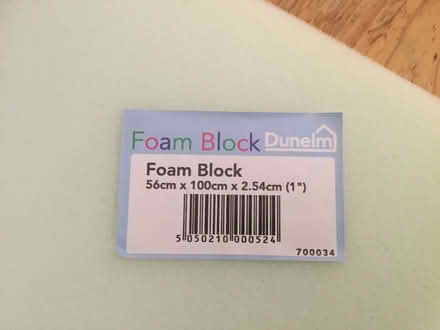 Foam Block Dunelm
Foam Block
56cm x 100cm x 2.54cm (1")
5 050210 000524
700034